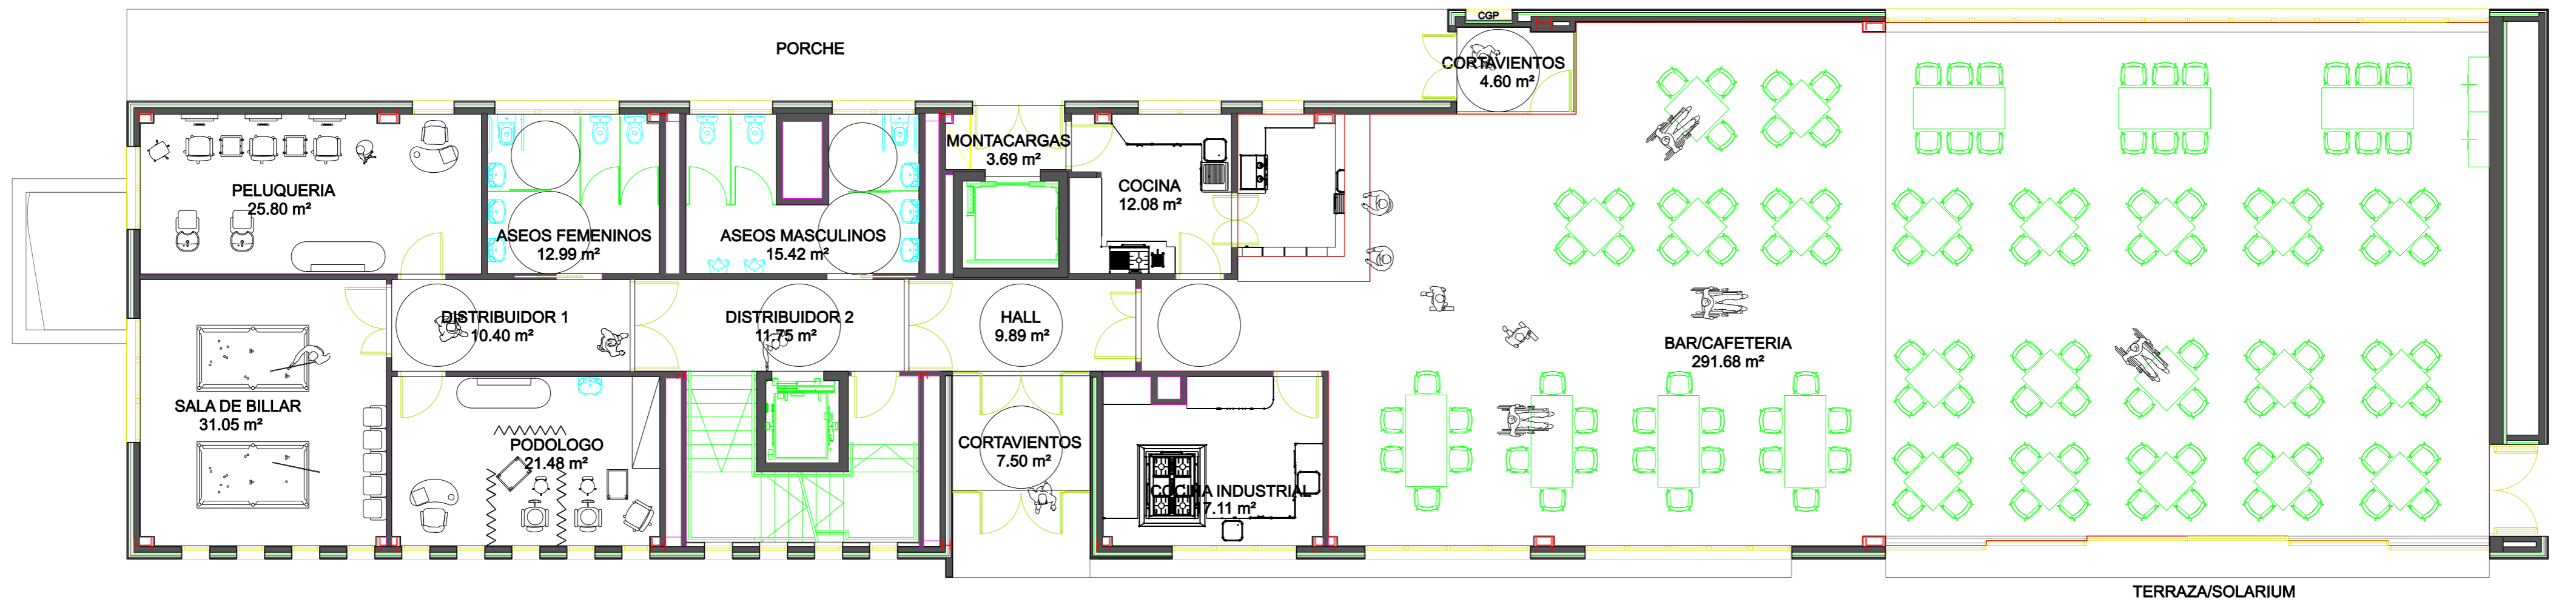 CGP
PORCHE
CORTAVIENTOS
4.60 m²
MONTACARGAS
3.69 m²
PELUQUERIA
25.80 m²
COCINA
12.08 m²
ASEOS FEMENINOS
12.99 m²
ASEOS MASCULINOS
15.42 m²
DISTRIBUIDOR 1
10.40 m²
DISTRIBUIDOR 2
11.75 m²
HALL
9.89 m²
BAR/CAFETERIA
291.68 m²
SALA DE BILLAR
31.05 m²
PODOLOGO
21.48 m²
CORTAVIENTOS
7.50 m²
COCINA INDUSTRIAL
17.11 m²
TERRAZA/SOLARIUM